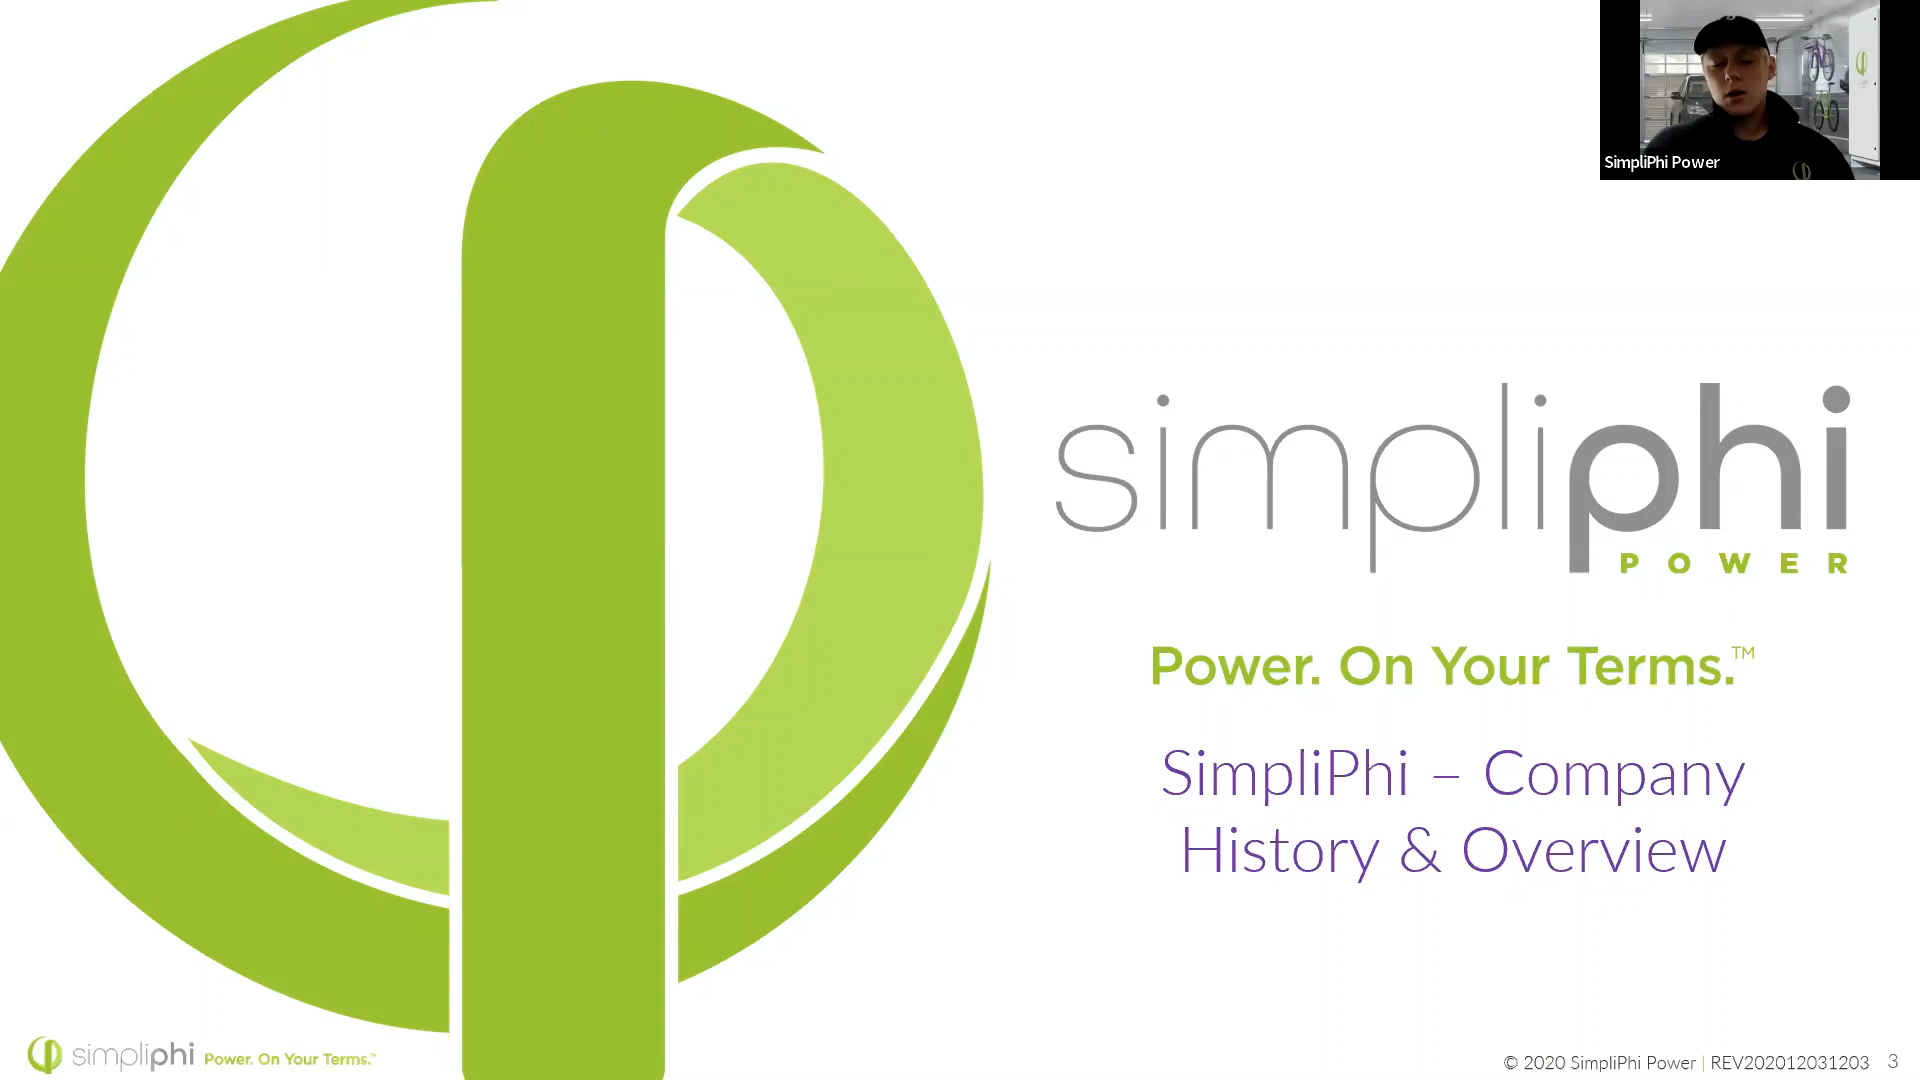 SimpliPhi Power
simpliphi
POWER
Power. On Your Terms.™
SimpliPhi – Company
History & Overview
simpliphi Power. On Your Terms.™
© 2020 SimpliPhi Power | REV202012031203 3